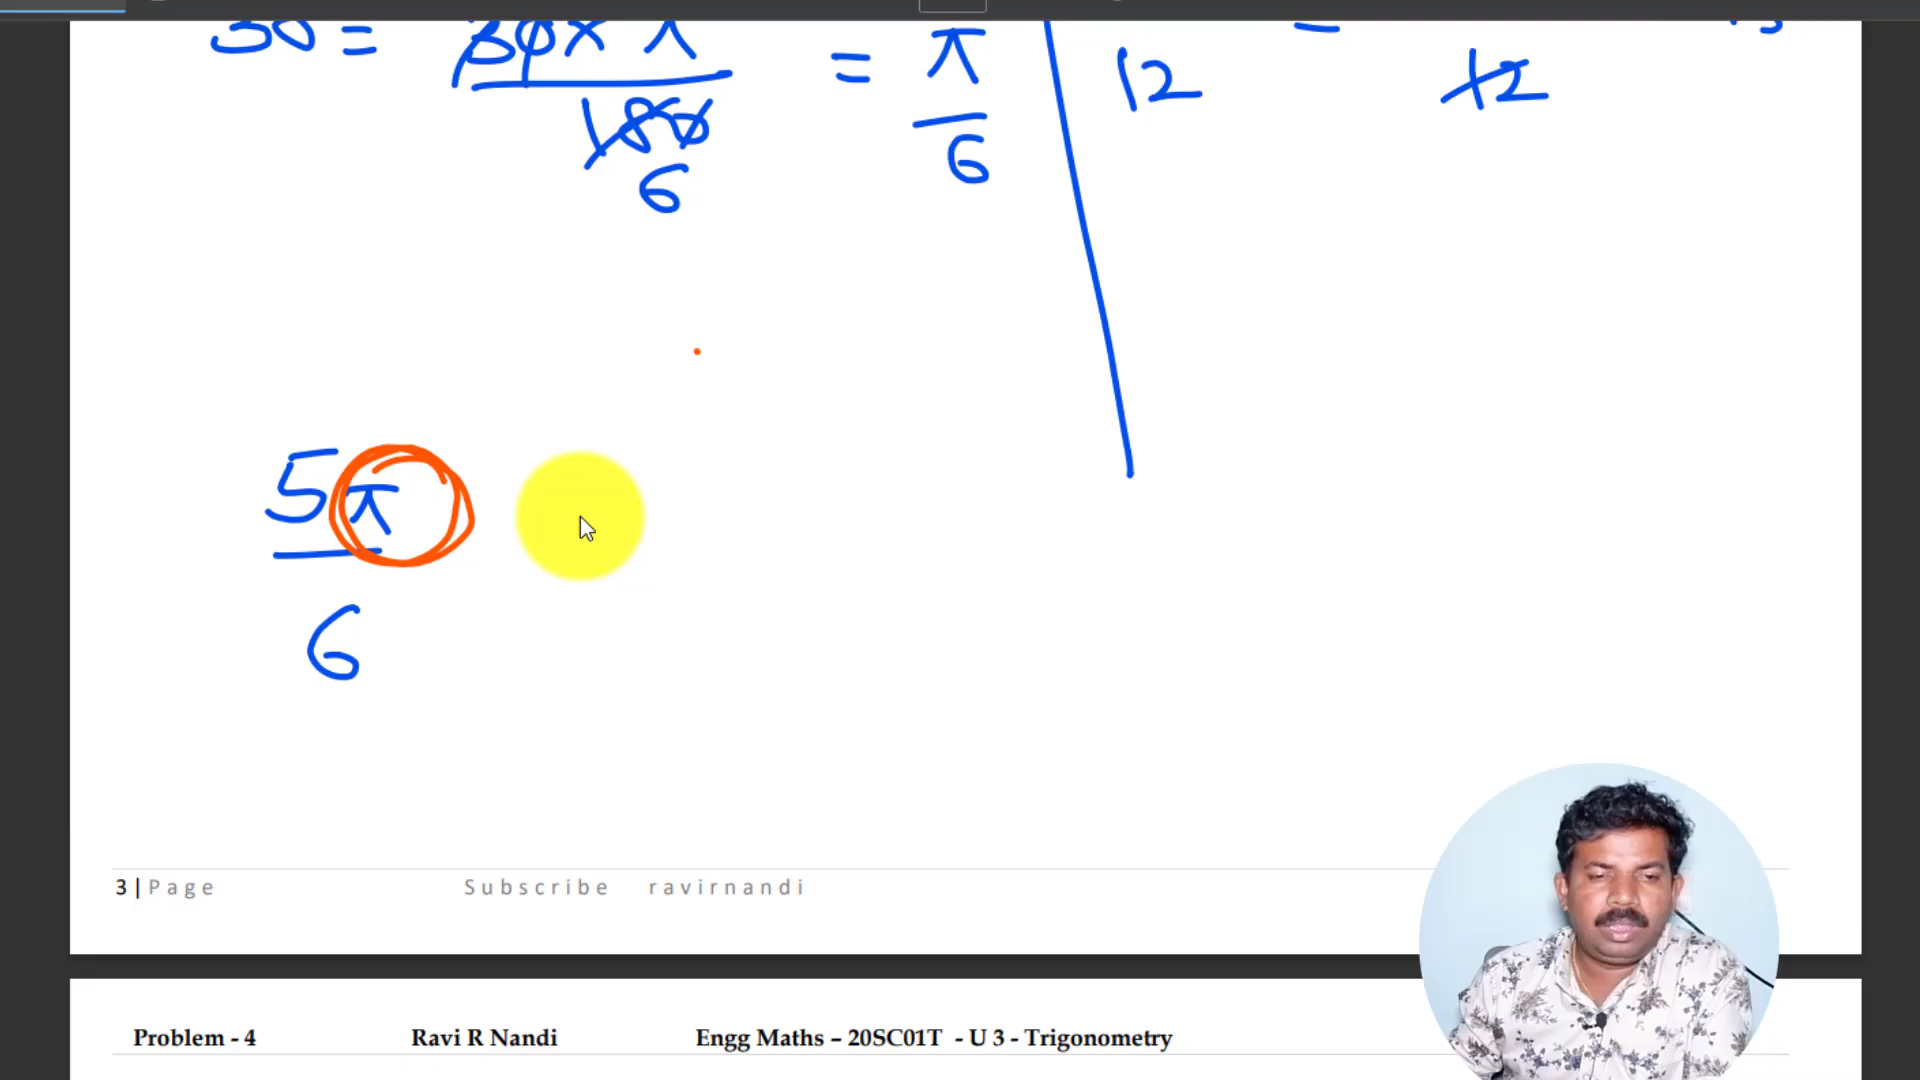 30 = 30 × π
180
6
= π
6
12
=
12
5π
6
3 | Page Subscribe ravirnandi
Problem - 4 Ravi R Nandi Engg Maths – 20SC01T - U 3 - Trigonometry